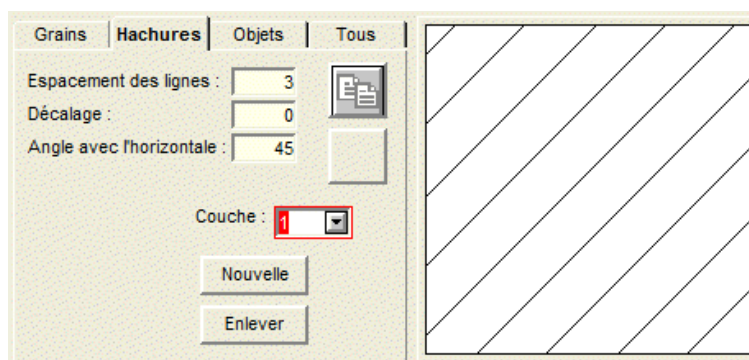 Grains Hachures Objets Tous
Espacement des lignes : 3
Décalage : 0
Angle avec l'horizontale : 45
Couche : 1
Nouvelle
Enlever